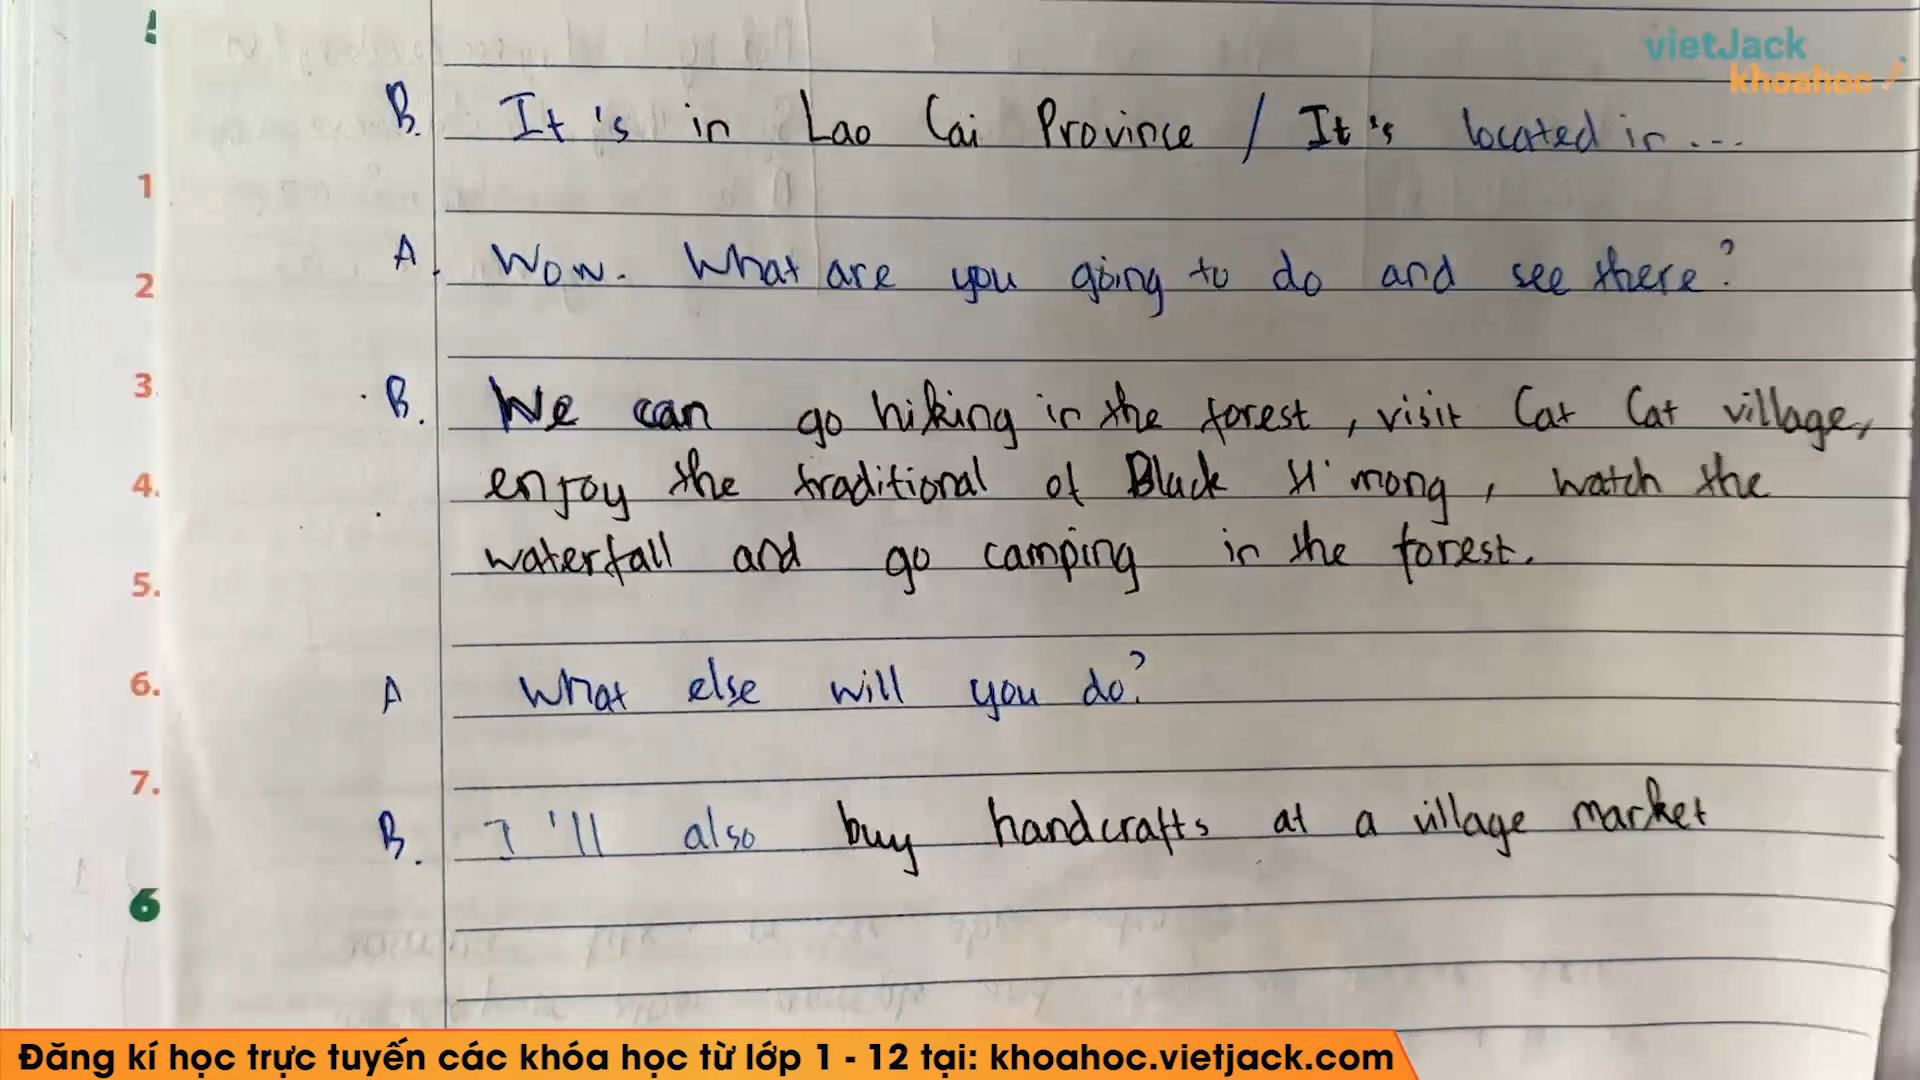 vietJack
khoahoc
B. It's in Lao Cai Province / It's located in ...
1
A. Wow. What are you going to do and see there?
2
3.
B. We can go hiking in the forest, visit Cat Cat village,
4. enjoy the traditional of Black H'mong, watch the
waterfall and go camping in the forest.
5.
6. A What else will you do?
7.
B. I'll also buy handcrafts at a village market
6
Đăng kí học trực tuyến các khóa học từ lớp 1 - 12 tại: khoahoc.vietjack.com